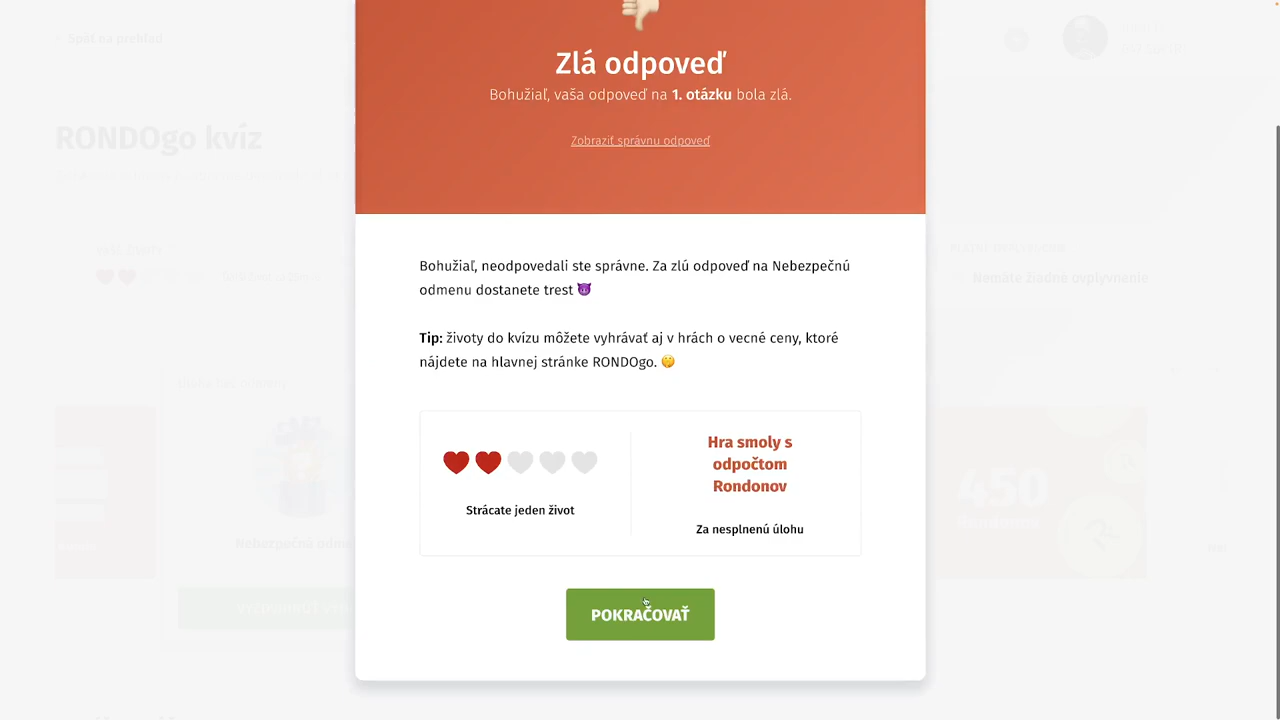 Späť na prehľad
Zlá odpoveď
Bohužiaľ, vaša odpoveď na 1. otázku bola zlá.
Zobraziť správnu odpoveď
RONDOgo kvíz
Nemáte žiadne
Bohužiaľ, neodpovedali ste správne. Za zlú odpoveď na Nebezpečnú
odmenu dostanete trest 😈
Tip: životy do kvízu môžete vyhrávať aj v hrách o vecné ceny, ktoré
nájdete na hlavnej stránke RONDOgo. 🤫
Hra smoly s
odpočtom
Rondonov
Strácate jeden život
Za nesplnenú úlohu
450
Rondonov
Nebezpečná
POKRAČOVAŤ